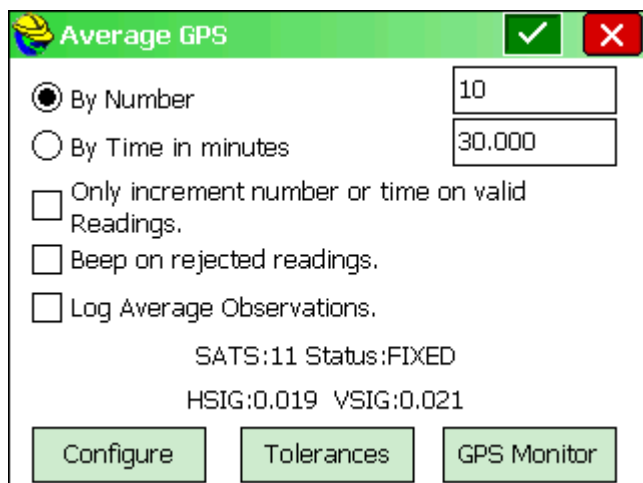 Average GPS
By Number 10
By Time in minutes 30.000
Only increment number or time on valid
Readings.
Beep on rejected readings.
Log Average Observations.
SATS:11 Status:FIXED
HSIG:0.019 VSIG:0.021
Configure Tolerances GPS Monitor